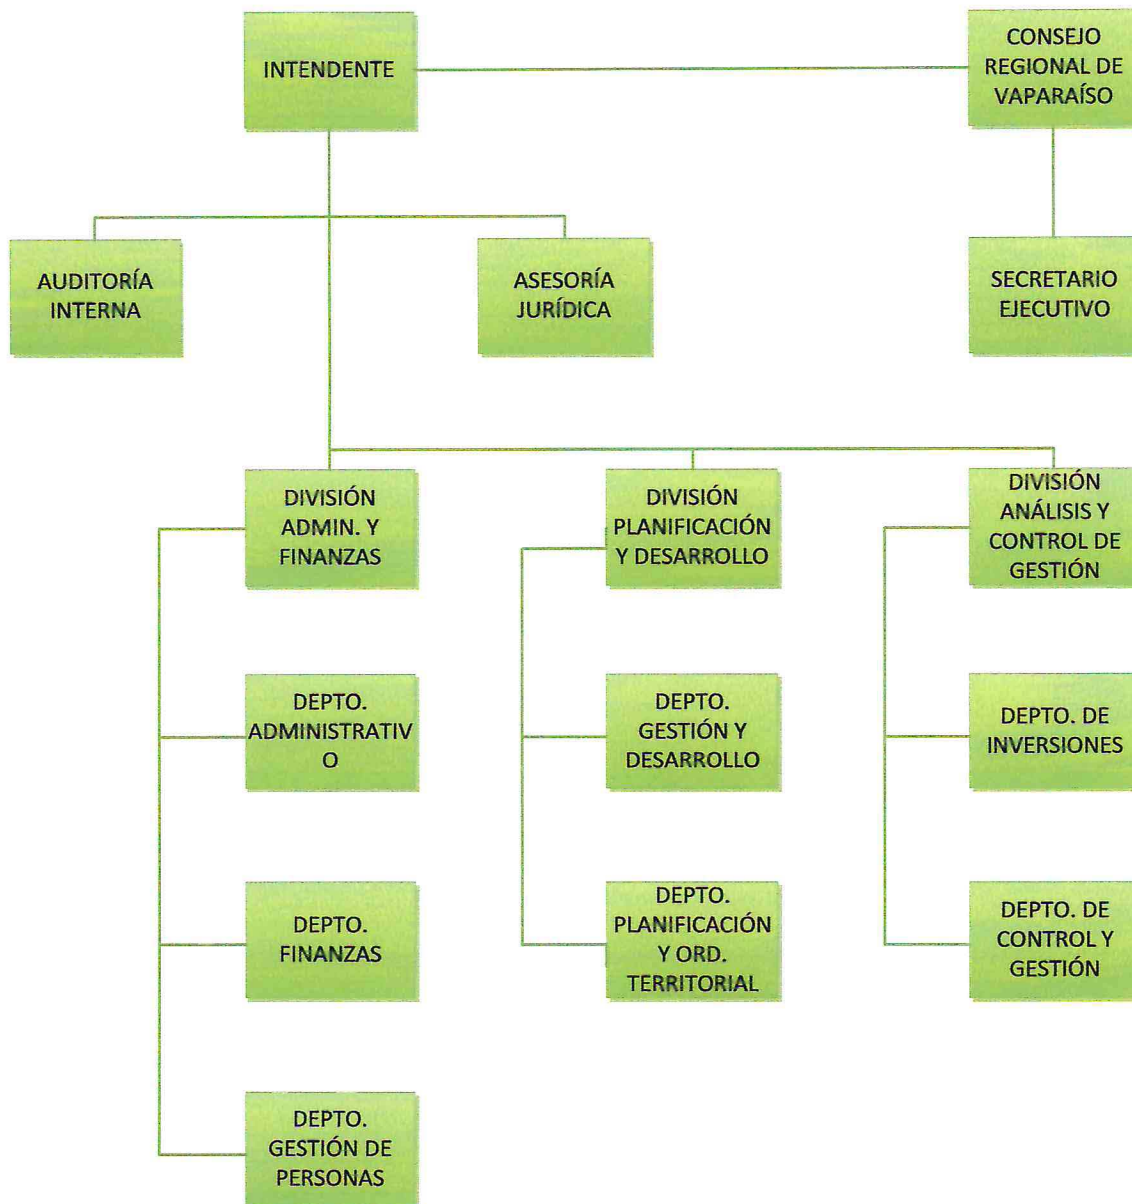 INTENDENTE
CONSEJO
REGIONAL DE
VAPARAÍSO
AUDITORÍA
INTERNA
ASESORÍA
JURÍDICA
SECRETARIO
EJECUTIVO
DIVISIÓN
ADMIN. Y
FINANZAS
DIVISIÓN
PLANIFICACIÓN
Y DESARROLLO
DIVISIÓN
ANÁLISIS Y
CONTROL DE
GESTIÓN
DEPTO.
ADMINISTRATIV
O
DEPTO.
GESTIÓN Y
DESARROLLO
DEPTO. DE
INVERSIONES
DEPTO.
FINANZAS
DEPTO.
PLANIFICACIÓN
Y ORD.
TERRITORIAL
DEPTO. DE
CONTROL Y
GESTIÓN
DEPTO.
GESTIÓN DE
PERSONAS